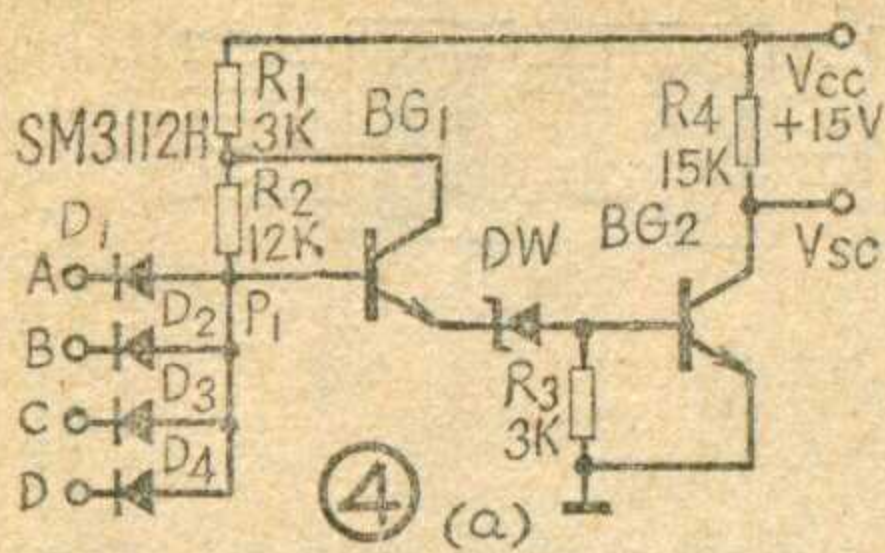 R1
3K
SM3112H
BG1
R2
12K
D1
A
P1
B
D2
C
D3
D
D4
DW
R3
3K
BG2
R4
15K
VCC
+15V
VSC
④ (a)